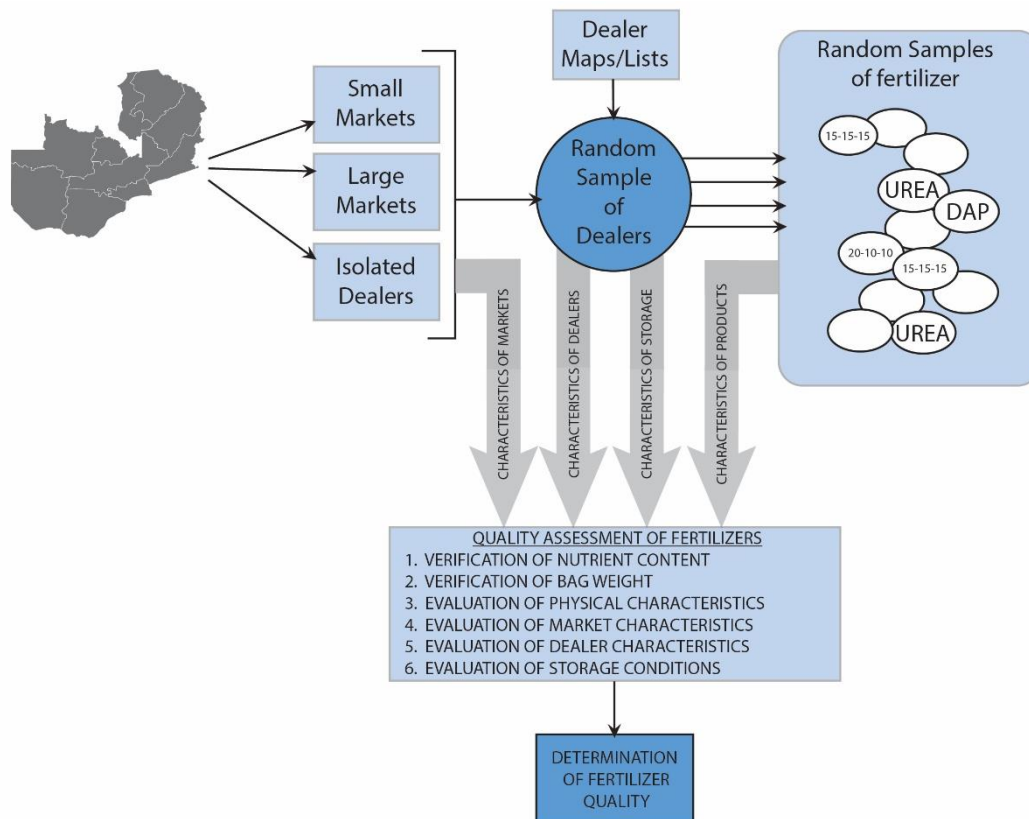 Small
Markets
Large
Markets
Isolated
Dealers
Dealer
Maps/Lists
Random
Sample
of
Dealers
Random Samples
of fertilizer
15-15-15
UREA
DAP
20-10-10
15-15-15
UREA
CHARACTERISTICS OF MARKETS
CHARACTERISTICS OF DEALERS
CHARACTERISTICS OF STORAGE
CHARACTERISTICS OF PRODUCTS
QUALITY ASSESSMENT OF FERTILIZERS
1. VERIFICATION OF NUTRIENT CONTENT
2. VERIFICATION OF BAG WEIGHT
3. EVALUATION OF PHYSICAL CHARACTERISTICS
4. EVALUATION OF MARKET CHARACTERISTICS
5. EVALUATION OF DEALER CHARACTERISTICS
6. EVALUATION OF STORAGE CONDITIONS
DETERMINATION
OF FERTILIZER
QUALITY